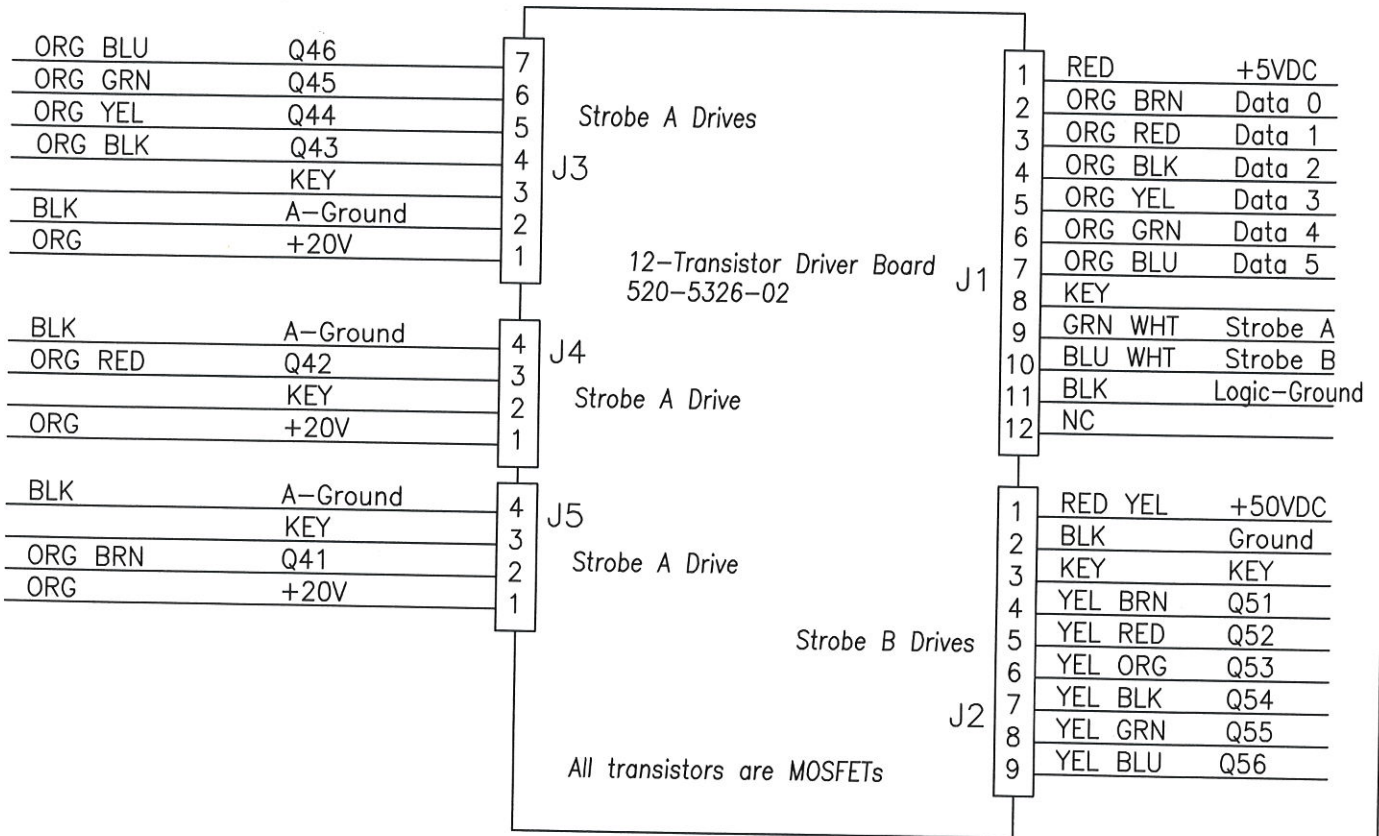 ORG BLU Q46 7
ORG GRN Q45 6
ORG YEL Q44 5
ORG BLK Q43 4
KEY 3
BLK A-Ground 2
ORG +20V 1
J3
Strobe A Drives
BLK A-Ground 4
ORG RED Q42 3
KEY 2
ORG +20V 1
J4
Strobe A Drive
BLK A-Ground 4
KEY 3
ORG BRN Q41 2
ORG +20V 1
J5
Strobe A Drive
12-Transistor Driver Board
520-5326-02
J1
1 RED +5VDC
2 ORG BRN Data 0
3 ORG RED Data 1
4 ORG BLK Data 2
5 ORG YEL Data 3
6 ORG GRN Data 4
7 ORG BLU Data 5
8 KEY
9 GRN WHT Strobe A
10 BLU WHT Strobe B
11 BLK Logic-Ground
12 NC
Strobe B Drives
J2
1 RED YEL +50VDC
2 BLK Ground
3 KEY KEY
4 YEL BRN Q51
5 YEL RED Q52
6 YEL ORG Q53
7 YEL BLK Q54
8 YEL GRN Q55
9 YEL BLU Q56
All transistors are MOSFETs